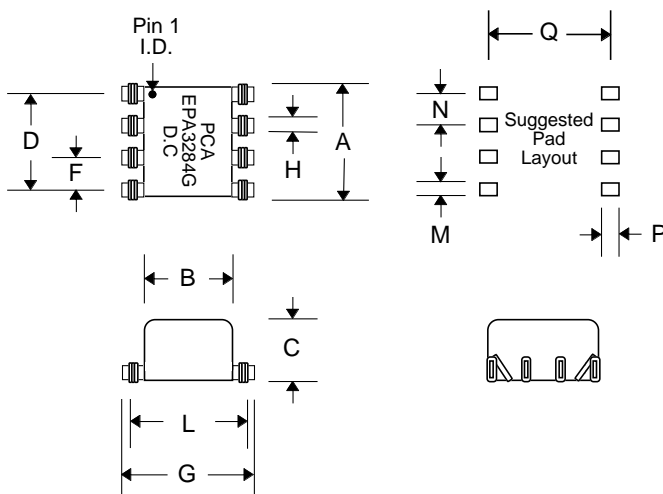 Pin 1
I.D.
D
F
PCA
EPA3284G
D.C
H
A
Q
N
M
Suggested
Pad
Layout
P
B
C
L
G